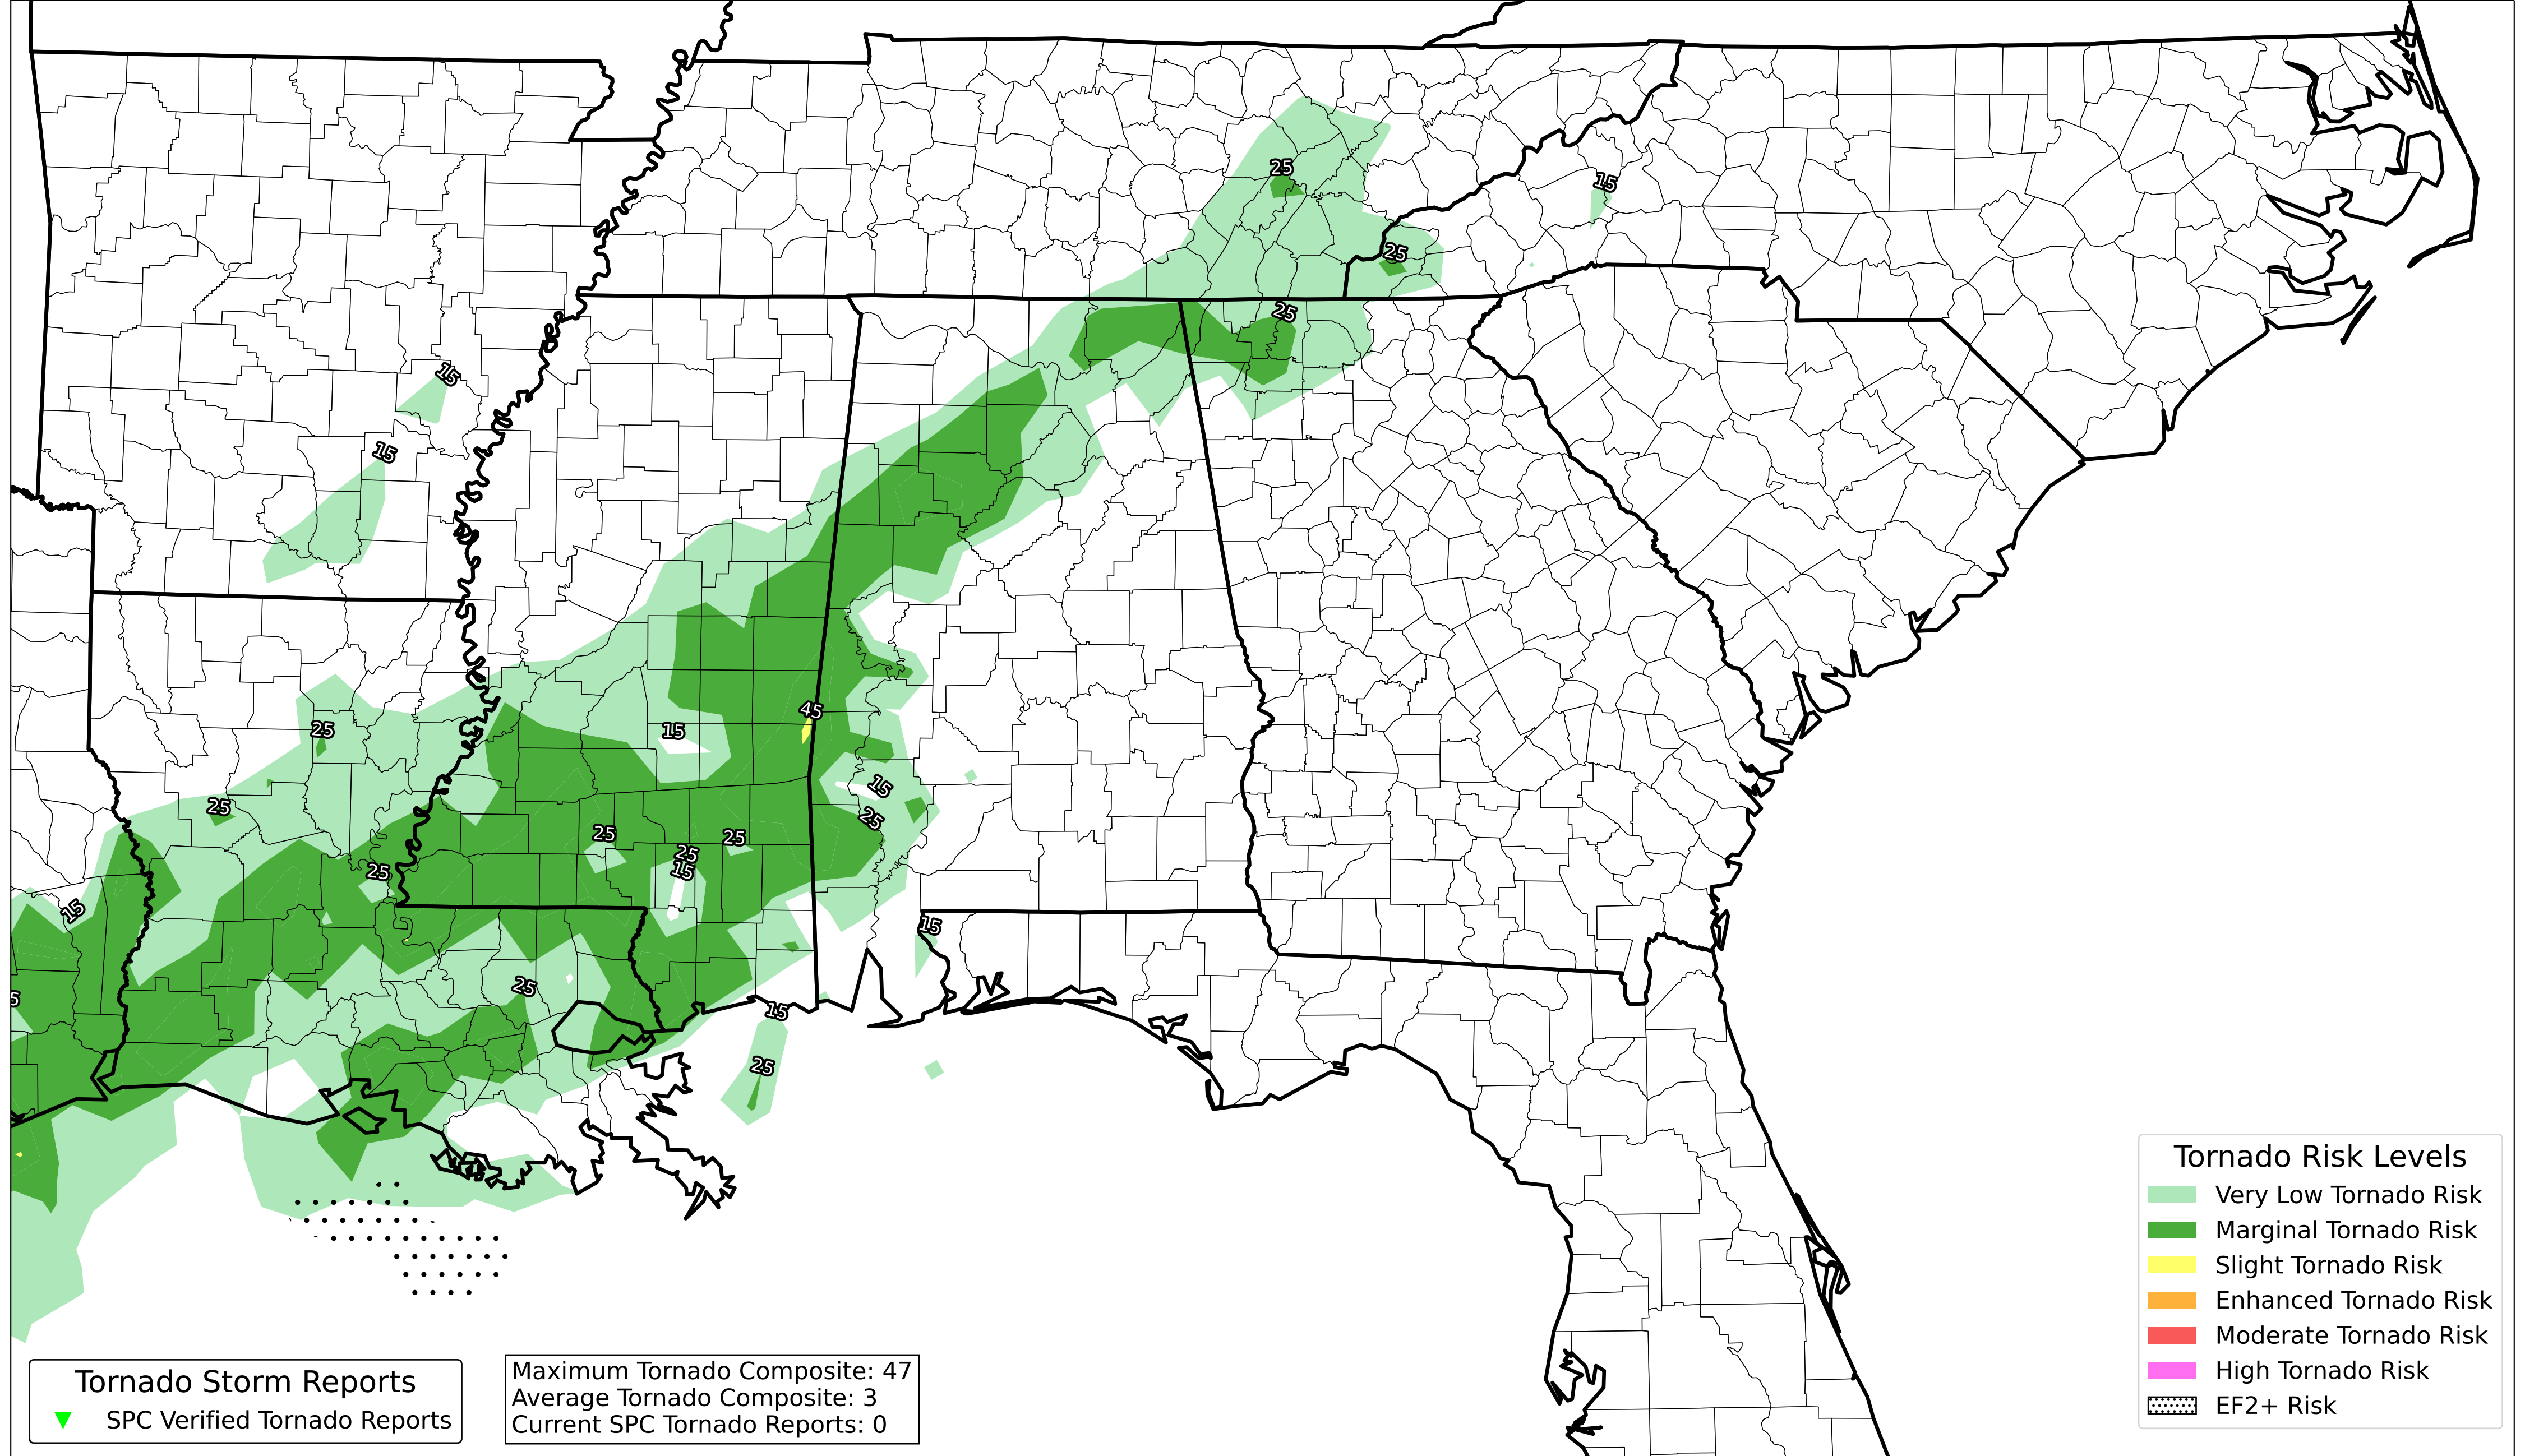 25
15
25
25
15
15
45
25
15
15
25
25
25
25
25
15
25
15
15
5
25
15
25
Tornado Risk Levels
Very Low Tornado Risk
Marginal Tornado Risk
Slight Tornado Risk
Enhanced Tornado Risk
Moderate Tornado Risk
High Tornado Risk
EF2+ Risk
Tornado Storm Reports
SPC Verified Tornado Reports
Maximum Tornado Composite: 47
Average Tornado Composite: 3
Current SPC Tornado Reports: 0